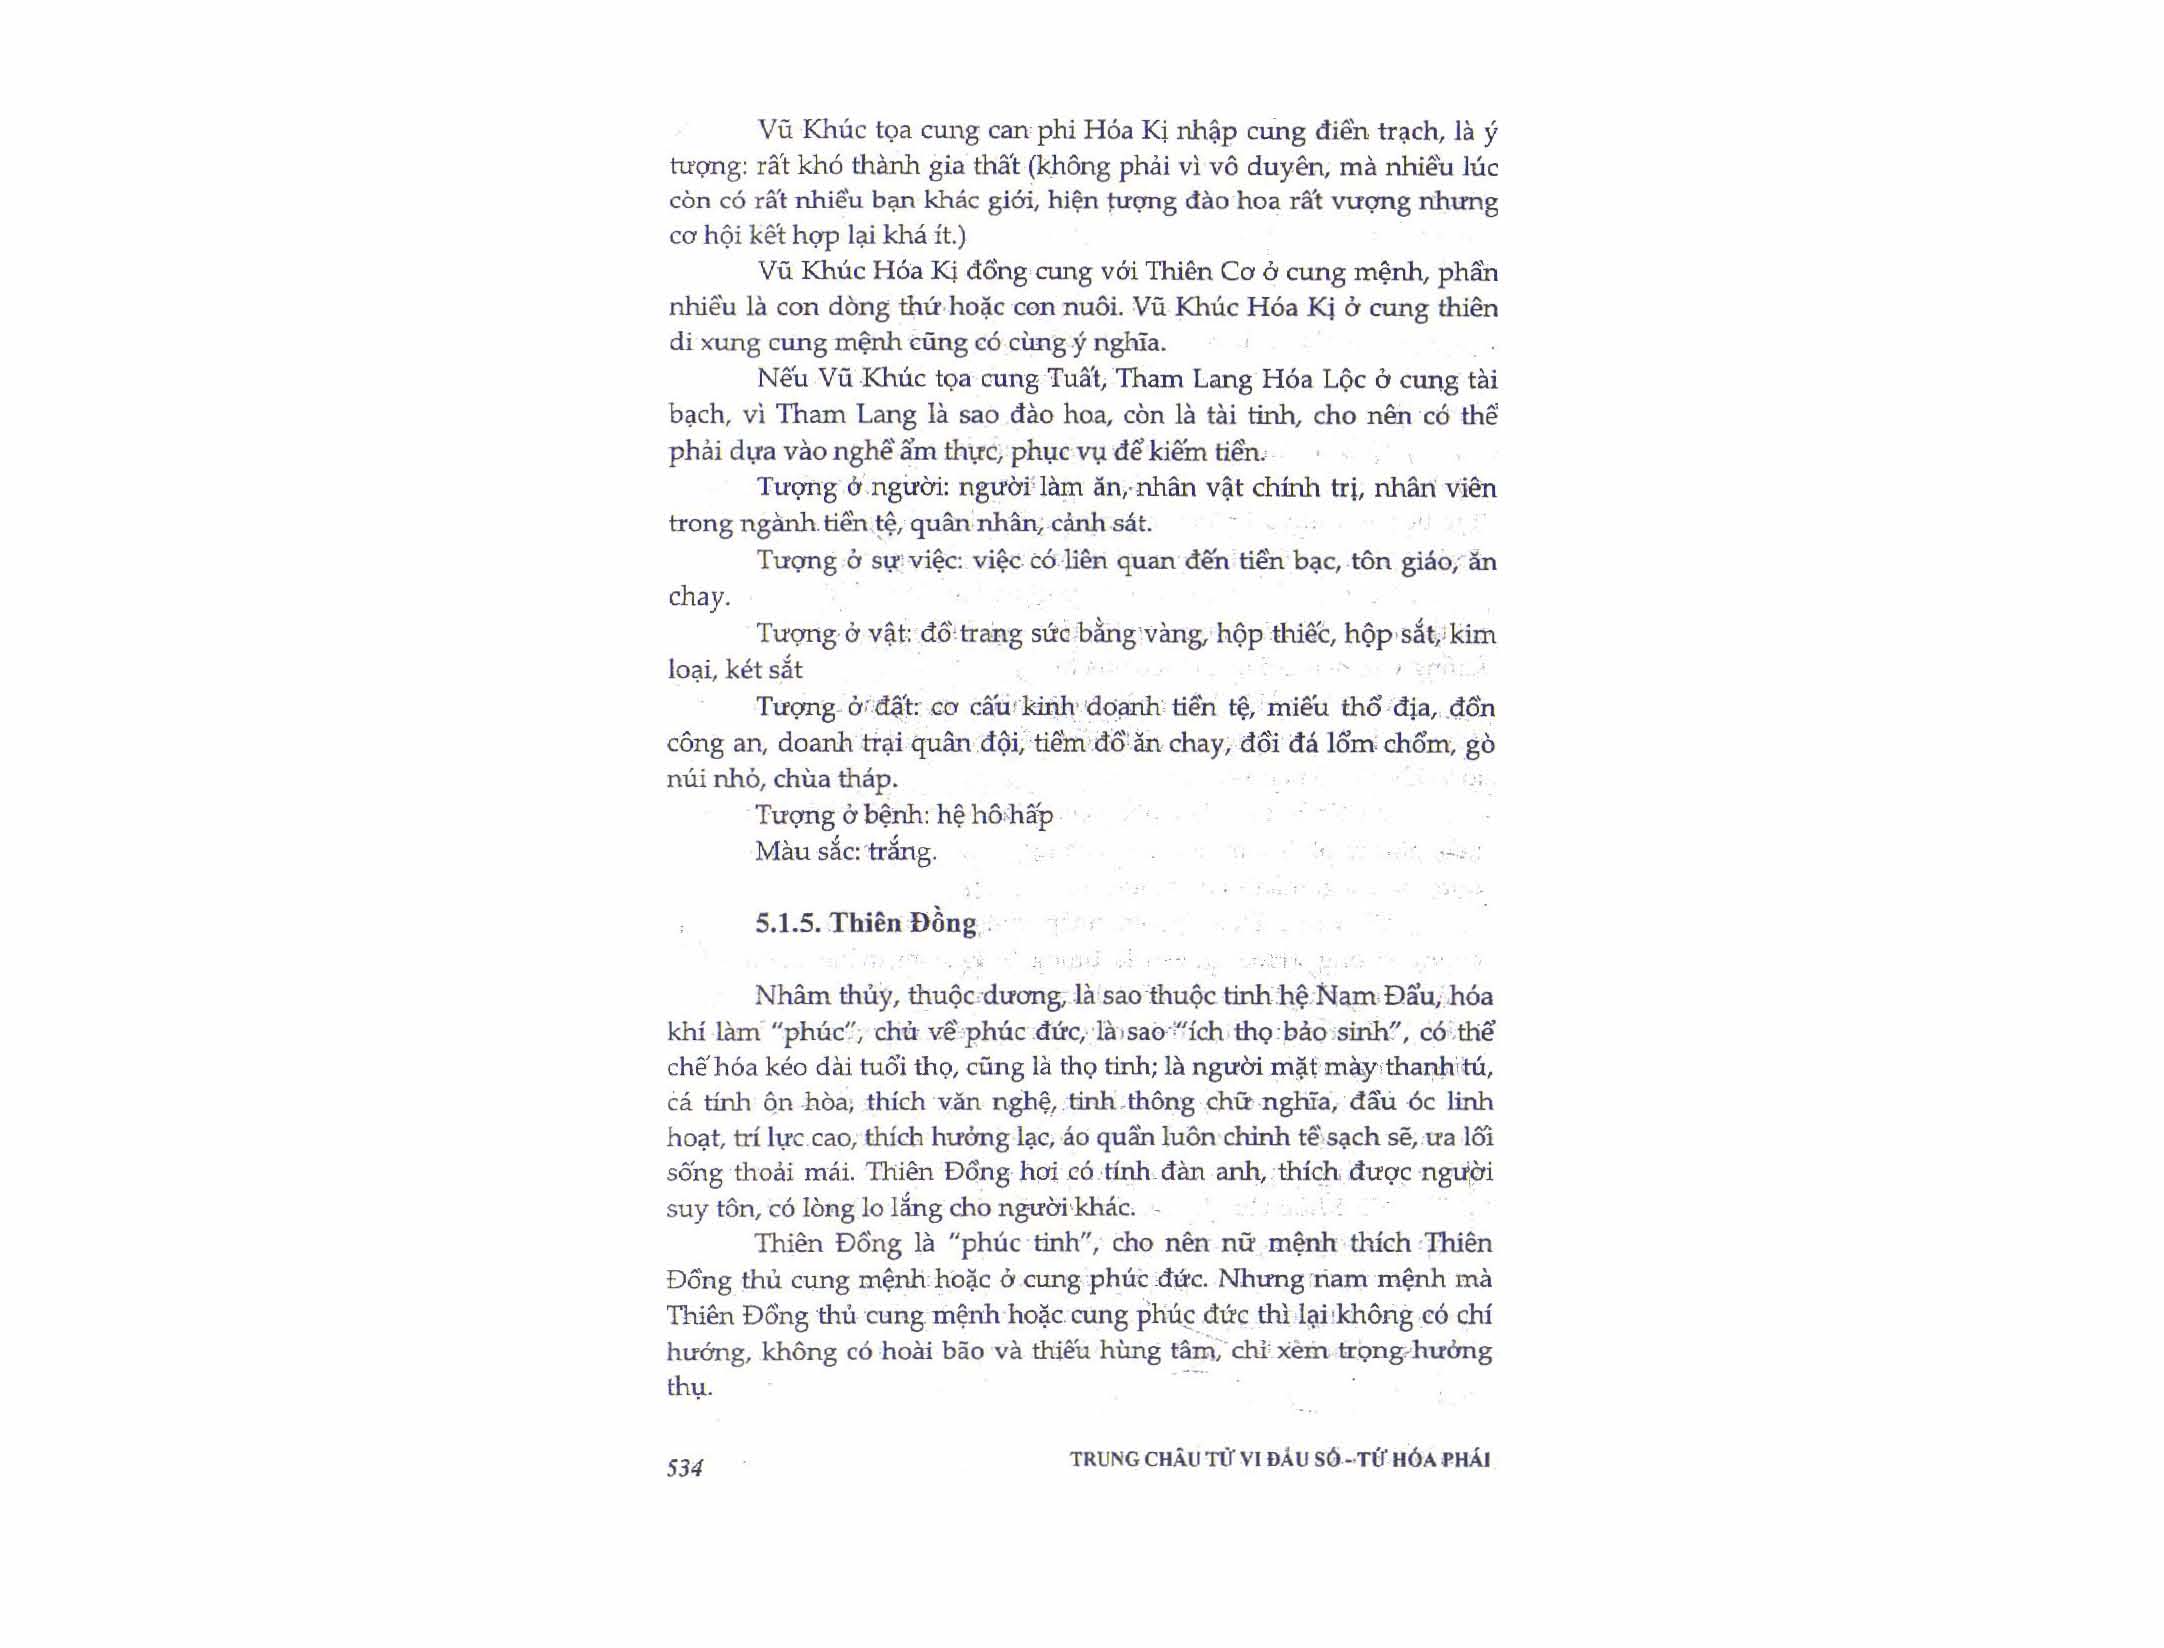 Vũ Khúc tọa cung can phi Hóa Kị nhập cung điền trạch, là ý
tượng: rất khó thành gia thất (không phải vì vô duyên, mà nhiều lúc
còn có rất nhiều bạn khác giới, hiện tượng đào hoa rất vượng nhưng
cơ hội kết hợp lại khá ít.)
Vũ Khúc Hóa Kị đồng cung với Thiên Cơ ở cung mệnh, phần
nhiều là con dòng thứ hoặc con nuôi. Vũ Khúc Hóa Kị ở cung thiên
di xung cung mệnh cũng có cùng ý nghĩa.
Nếu Vũ Khúc tọa cung Tuất, Tham Lang Hóa Lộc ở cung tài
bạch, vì Tham Lang là sao đào hoa, còn là tài tinh, cho nên có thể
phải dựa vào nghề ẩm thực, phục vụ để kiếm tiền.
Tượng ở người: người làm ăn, nhân vật chính trị, nhân viên
trong ngành tiền tệ, quân nhân, cảnh sát.
Tượng ở sự việc: việc có liên quan đến tiền bạc, tôn giáo, ăn
chay.
Tượng ở vật: đồ trang sức bằng vàng, hộp thiếc, hộp sắt, kim
loại, két sắt
Tượng ở đất: cơ cấu kinh doanh tiền tệ, miếu thổ địa, đồn
công an, doanh trại quân đội, tiềm đồ ăn chay, đồi đá lổm chổm, gò
núi nhỏ, chùa tháp.
Tượng ở bệnh: hệ hô hấp
Màu sắc: trắng.
5.1.5. Thiên Đồng
Nhâm thủy, thuộc dương, là sao thuộc tinh hệ Nam Đẩu, hóa
khí làm "phúc", chủ về phúc đức, là sao "ích thọ bảo sinh", có thể
chế hóa kéo dài tuổi thọ, cũng là thọ tinh; là người mặt mày thanh tú,
cá tính ôn hòa, thích văn nghệ, tinh thông chữ nghĩa, đầu óc linh
hoạt, trí lực cao, thích hưởng lạc, áo quần luôn chỉnh tề sạch sẽ, ưa lối
sống thoải mái. Thiên Đồng hơi có tính đàn anh, thích được người
suy tôn, có lòng lo lắng cho người khác.
Thiên Đồng là "phúc tinh", cho nên nữ mệnh thích Thiên
Đồng thủ cung mệnh hoặc ở cung phúc đức. Nhưng nam mệnh mà
Thiên Đồng thủ cung mệnh hoặc cung phúc đức thì lại không có chí
hướng, không có hoài bão và thiếu hùng tâm, chỉ xem trọng hưởng
thụ.
534
TRUNG CHÂU TỬ VI ĐẨU SỐ - TỨ HÓA PHÁI